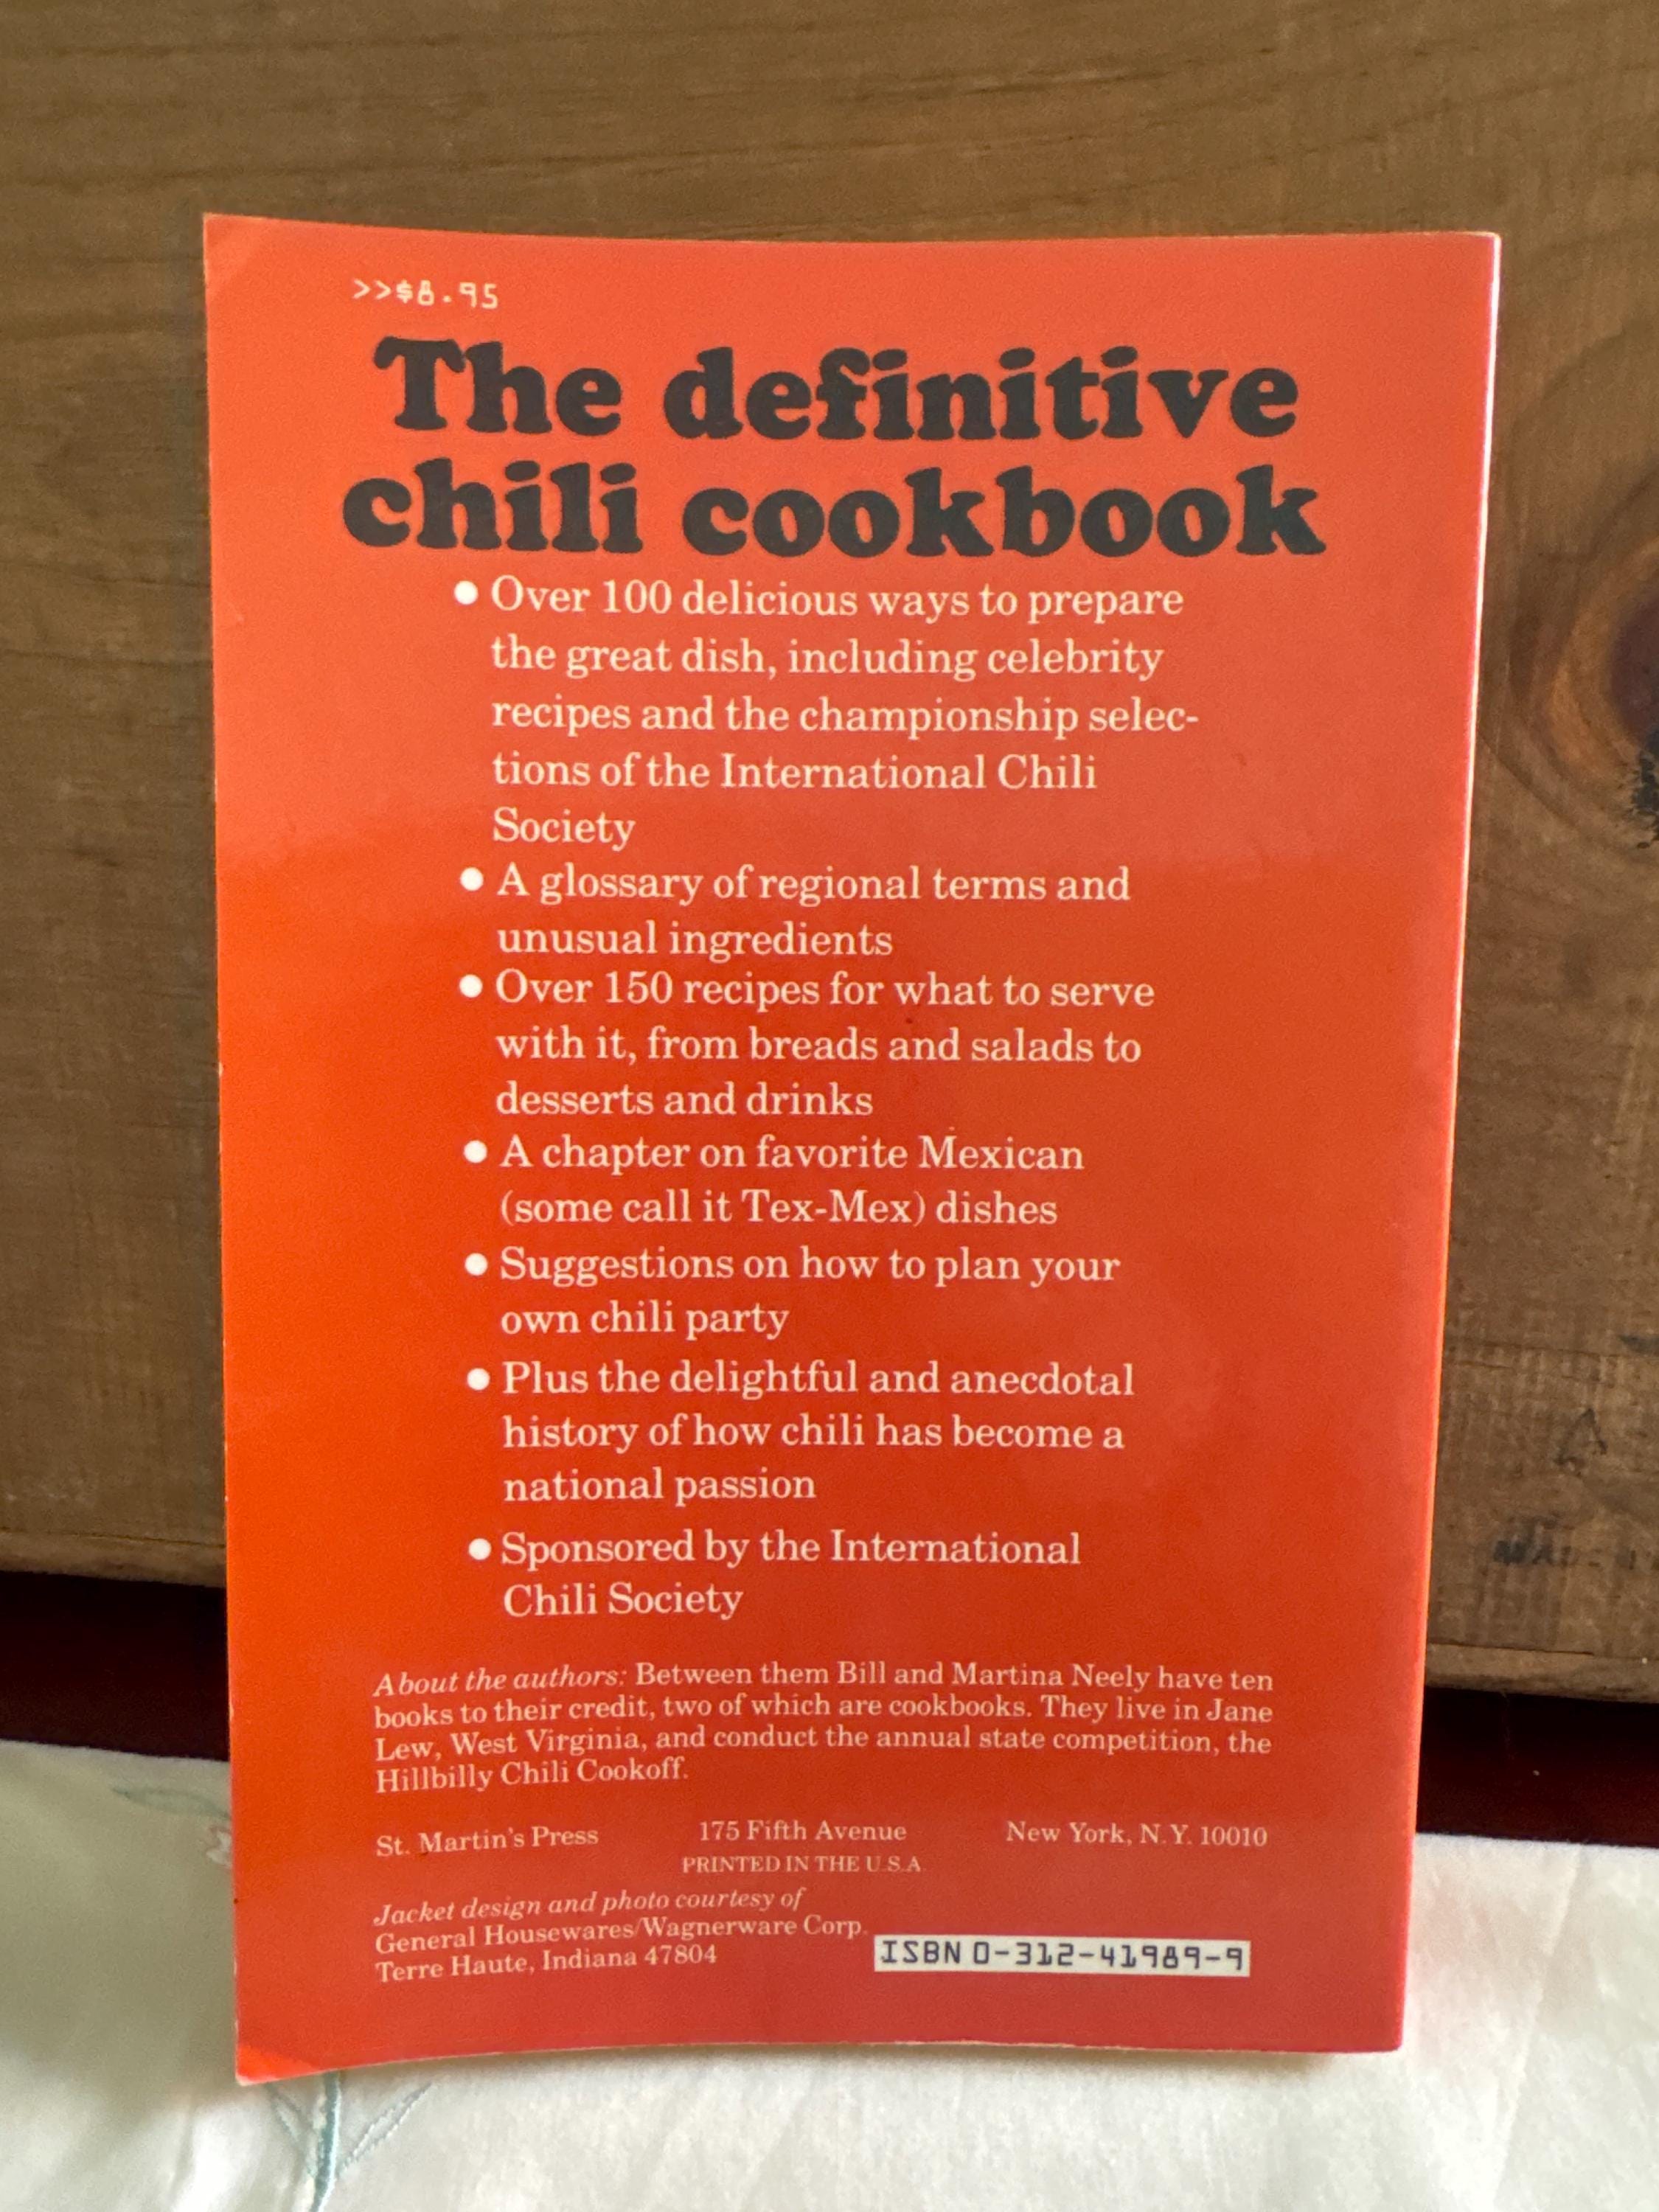 >>$8.95
The definitive
chili cookbook
● Over 100 delicious ways to prepare
the great dish, including celebrity
recipes and the championship selec-
tions of the International Chili
Society
● A glossary of regional terms and
unusual ingredients
● Over 150 recipes for what to serve
with it, from breads and salads to
desserts and drinks
● A chapter on favorite Mexican
(some call it Tex-Mex) dishes
● Suggestions on how to plan your
own chili party
● Plus the delightful and anecdotal
history of how chili has become a
national passion
● Sponsored by the International
Chili Society
About the authors: Between them Bill and Martina Neely have ten
books to their credit, two of which are cookbooks. They live in Jane
Lew, West Virginia, and conduct the annual state competition, the
Hillbilly Chili Cookoff.
St. Martin's Press 175 Fifth Avenue New York, N.Y. 10010
PRINTED IN THE U.S.A.
Jacket design and photo courtesy of
General Housewares/Wagnerware Corp.
Terre Haute, Indiana 47804
ISBN 0-312-41989-9